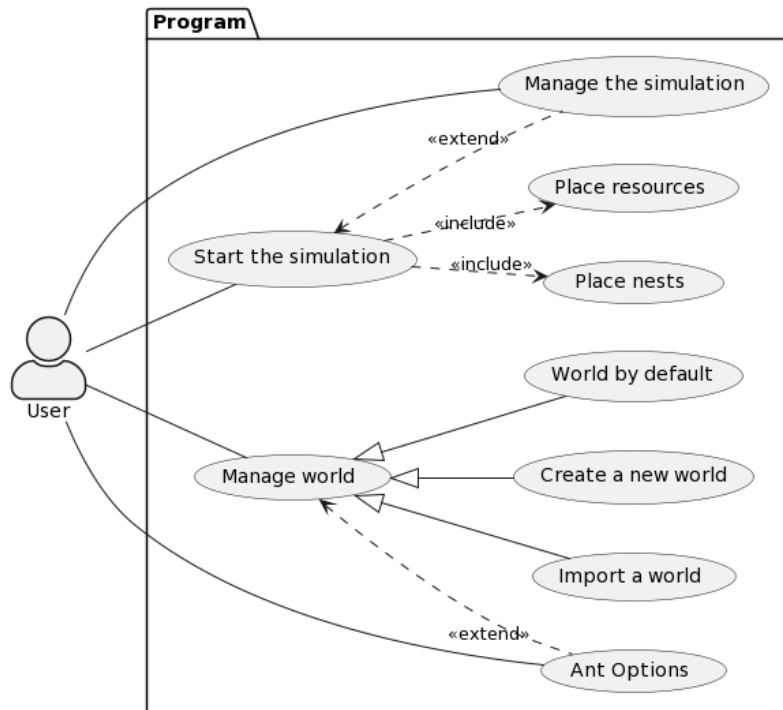 Program
Manage the simulation
«extend»
Place resources
«include»
Start the simulation
«include»
Place nests
World by default
User
Manage world
Create a new world
Import a world
«extend»
Ant Options